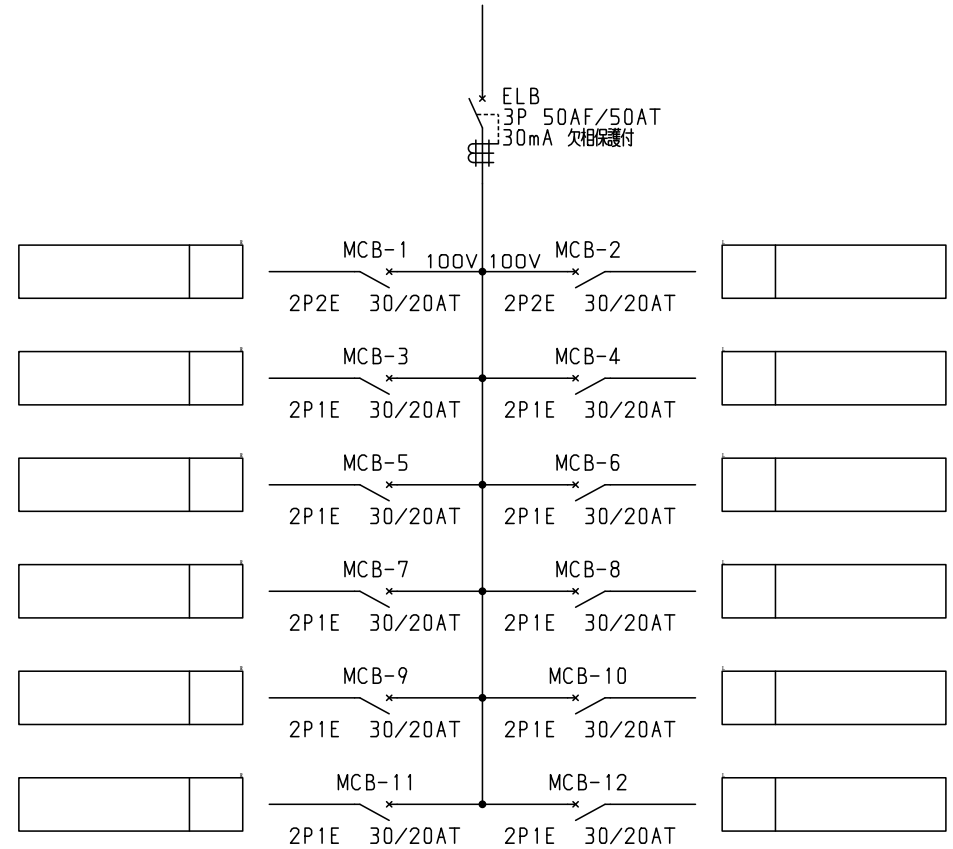 ELB
3P 50AF/50AT
30mA 欠相保護付
MCB-1 MCB-2
100V 100V
2P2E 30/20AT 2P2E 30/20AT
MCB-3 MCB-4
2P1E 30/20AT 2P1E 30/20AT
MCB-5 MCB-6
2P1E 30/20AT 2P1E 30/20AT
MCB-7 MCB-8
2P1E 30/20AT 2P1E 30/20AT
MCB-9 MCB-10
2P1E 30/20AT 2P1E 30/20AT
MCB-11 MCB-12
2P1E 30/20AT 2P1E 30/20AT